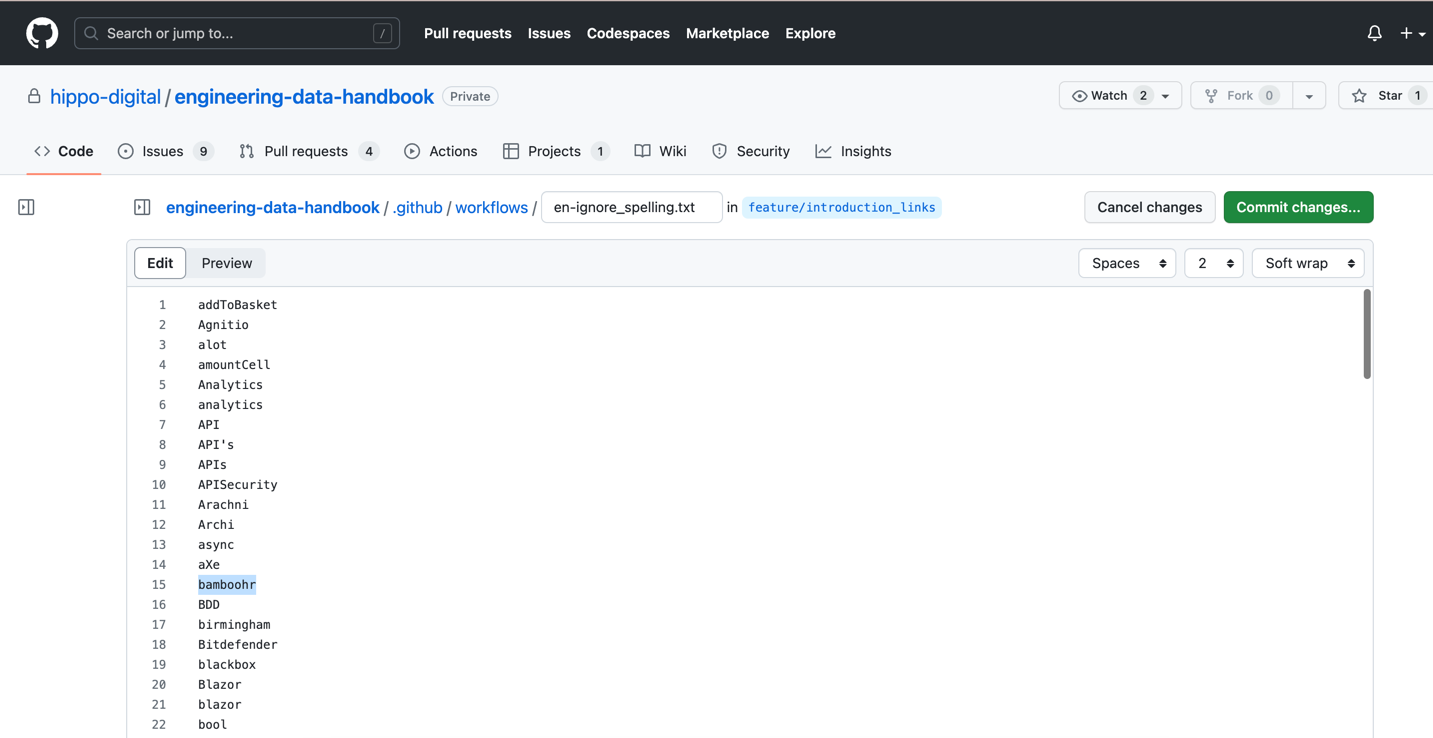 Search or jump to... /
Pull requests Issues Codespaces Marketplace Explore
hippo-digital / engineering-data-handbook Private
Watch 2 Fork 0 Star 1
Code Issues 9 Pull requests 4 Actions Projects 1 Wiki Security Insights
engineering-data-handbook / .github / workflows / en-ignore_spelling.txt in feature/introduction_links
Cancel changes Commit changes...
Edit Preview Spaces 2 Soft wrap
1 addToBasket
2 Agnitio
3 alot
4 amountCell
5 Analytics
6 analytics
7 API
8 API's
9 APIs
10 APISecurity
11 Arachni
12 Archi
13 async
14 aXe
15 bamboohr
16 BDD
17 birmingham
18 Bitdefender
19 blackbox
20 Blazor
21 blazor
22 bool